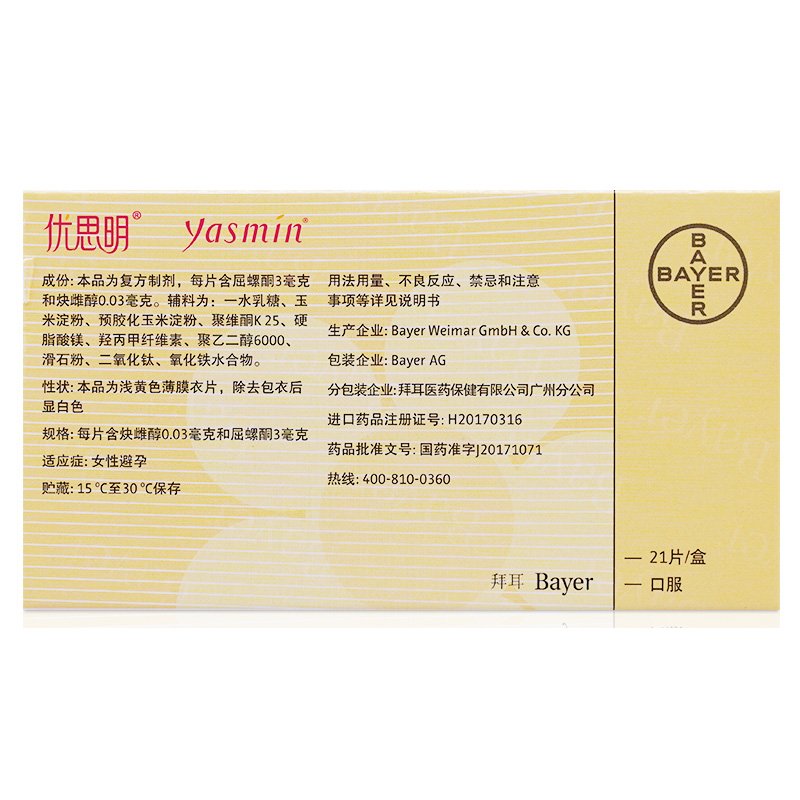 优思明® yasmin®
成份: 本品为复方制剂，每片含屈螺酮3毫克
和炔雌醇0.03毫克。辅料为：一水乳糖、玉
米淀粉、预胶化玉米淀粉、聚维酮K 25、硬
脂酸镁、羟丙甲纤维素、聚乙二醇6000、
滑石粉、二氧化钛、氧化铁水合物。
性状: 本品为浅黄色薄膜衣片，除去包衣后
显白色
规格: 每片含炔雌醇0.03毫克和屈螺酮3毫克
适应症: 女性避孕
贮藏: 15 ℃至30 ℃保存
用法用量、不良反应、禁忌和注意
事项等详见说明书
生产企业: Bayer Weimar GmbH & Co. KG
包装企业: Bayer AG
分包装企业: 拜耳医药保健有限公司广州分公司
进口药品注册证号: H20170316
药品批准文号: 国药准字J20171071
热线: 400-810-0360
拜耳 Bayer
BAYER
BAYER
— 21片/盒
— 口服